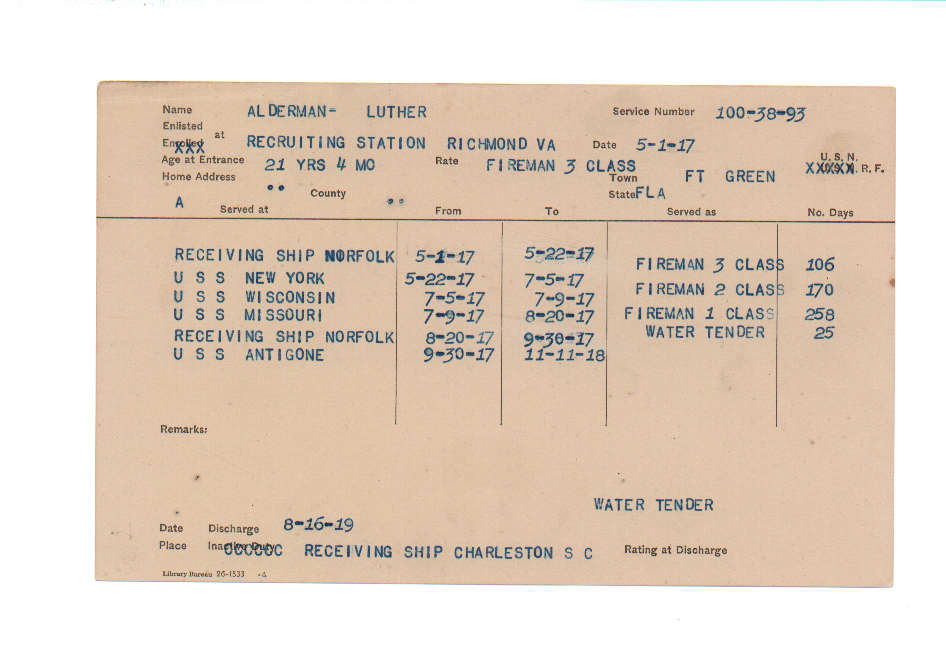 Name ALDERMAN- LUTHER Service Number 100-38-93
Enlisted
Enrolled at RECRUITING STATION RICHMOND VA Date 5-1-17
XXX
Age at Entrance 21 YRS 4 MO Rate FIREMAN 3 CLASS U. S. N.
Home Address Town FT GREEN XXXXX. R. F.
County State FLA
A Served at From To Served as No. Days
RECEIVING SHIP NORFOLK 5-1-17 5-22-17 FIREMAN 3 CLASS 106
U S S NEW YORK 5-22-17 7-5-17 FIREMAN 2 CLASS 170
U S S WISCONSIN 7-5-17 7-9-17
U S S MISSOURI 7-9-17 8-20-17 FIREMAN 1 CLASS 258
RECEIVING SHIP NORFOLK 8-20-17 9-30-17 WATER TENDER 25
U S S ANTIGONE 9-30-17 11-11-18
Remarks:
WATER TENDER
Date Discharge 8-16-19
Place Inactive Duty RECEIVING SHIP CHARLESTON S C Rating at Discharge
Library Bureau 26-1533